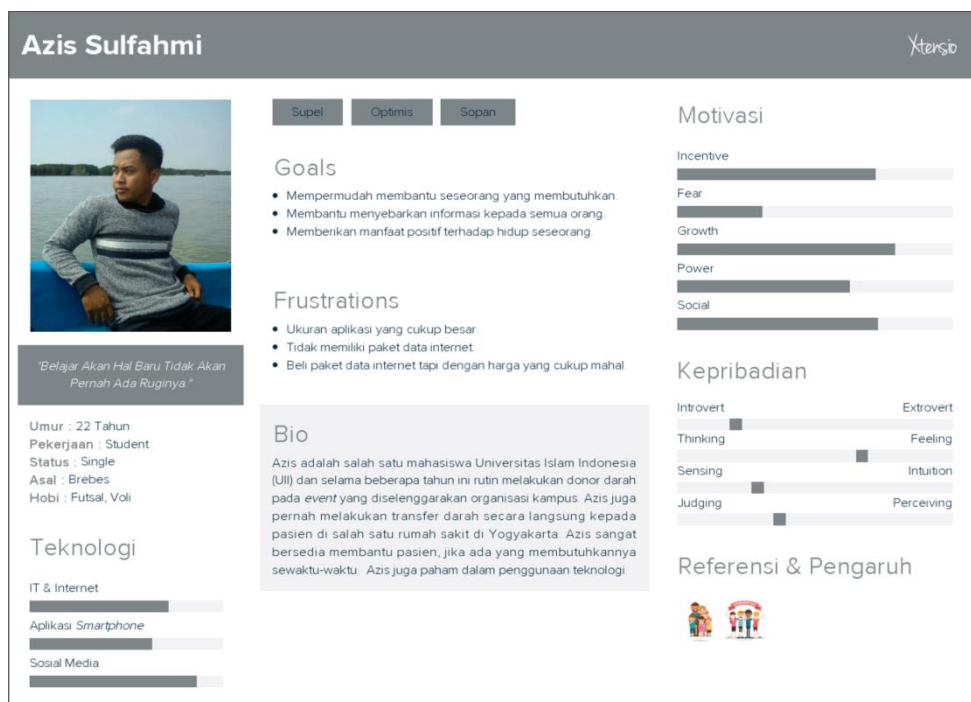 Azis Sulfahmi
Xtensio
"Belajar Akan Hal Baru Tidak Akan
Pernah Ada Ruginya."
Umur : 22 Tahun
Pekerjaan : Student
Status : Single
Asal : Brebes
Hobi : Futsal, Voli
Teknologi
IT & Internet
Aplikasi Smartphone
Sosial Media
Supel Optimis Sopan
Goals
• Mempermudah membantu seseorang yang membutuhkan.
• Membantu menyebarkan informasi kepada semua orang.
• Memberikan manfaat positif terhadap hidup seseorang.
Frustrations
• Ukuran aplikasi yang cukup besar.
• Tidak memiliki paket data internet.
• Beli paket data internet tapi dengan harga yang cukup mahal.
Bio
Azis adalah salah satu mahasiswa Universitas Islam Indonesia
(UII) dan selama beberapa tahun ini rutin melakukan donor darah
pada event yang diselenggarakan organisasi kampus. Azis juga
pernah melakukan transfer darah secara langsung kepada
pasien di salah satu rumah sakit di Yogyakarta. Azis sangat
bersedia membantu pasien, jika ada yang membutuhkannya
sewaktu-waktu. Azis juga paham dalam penggunaan teknologi.
Motivasi
Incentive
Fear
Growth
Power
Social
Kepribadian
Introvert Extrovert
Thinking Feeling
Sensing Intuition
Judging Perceiving
Referensi & Pengaruh